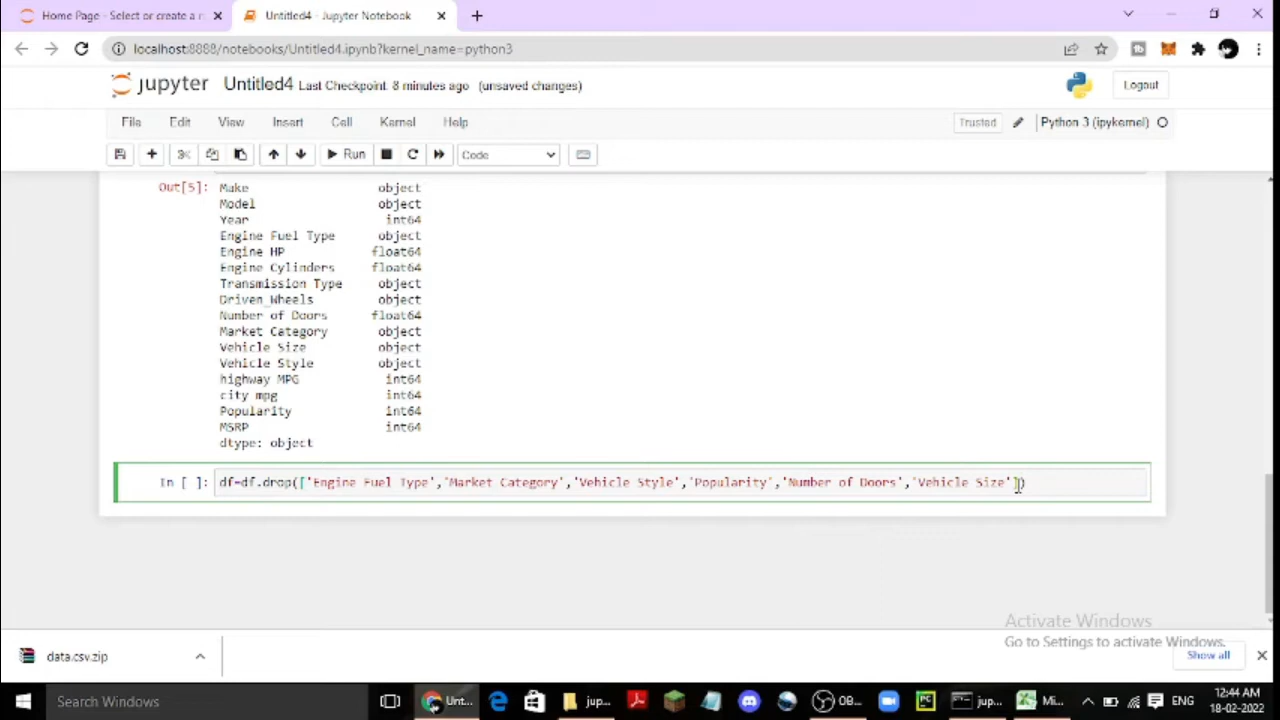 Home Page - Select or create a n
Untitled4 - Jupyter Notebook
localhost:8888/notebooks/Untitled4.ipynb?kernel_name=python3
jupyter Untitled4 Last Checkpoint: 8 minutes ago (unsaved changes)
Logout
File Edit View Insert Cell Kernel Help
Trusted
Python 3 (ipykernel)
Run
Code
Out[5]: Make object
Model object
Year int64
Engine Fuel Type object
Engine HP float64
Engine Cylinders float64
Transmission Type object
Driven_Wheels object
Number of Doors float64
Market Category object
Vehicle Size object
Vehicle Style object
highway MPG int64
city mpg int64
Popularity int64
MSRP int64
dtype: object
In [ ]: df=df.drop(['Engine Fuel Type','Market Category','Vehicle Style','Popularity','Number of Doors','Vehicle Size'])
Activate Windows
Go to Settings to activate Windows.
data.csv.zip
Show all
Search Windows
Unt...
jup...
PC
OB...
jup...
Mi...
ENG
12:44 AM
18-02-2022